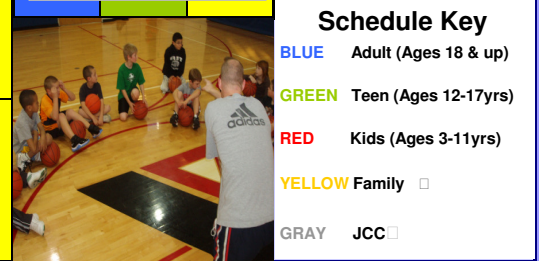 Schedule Key
BLUE Adult (Ages 18 & up)
GREEN Teen (Ages 12-17yrs)
RED Kids (Ages 3-11yrs)
YELLOW Family
GRAY JCC
adidas